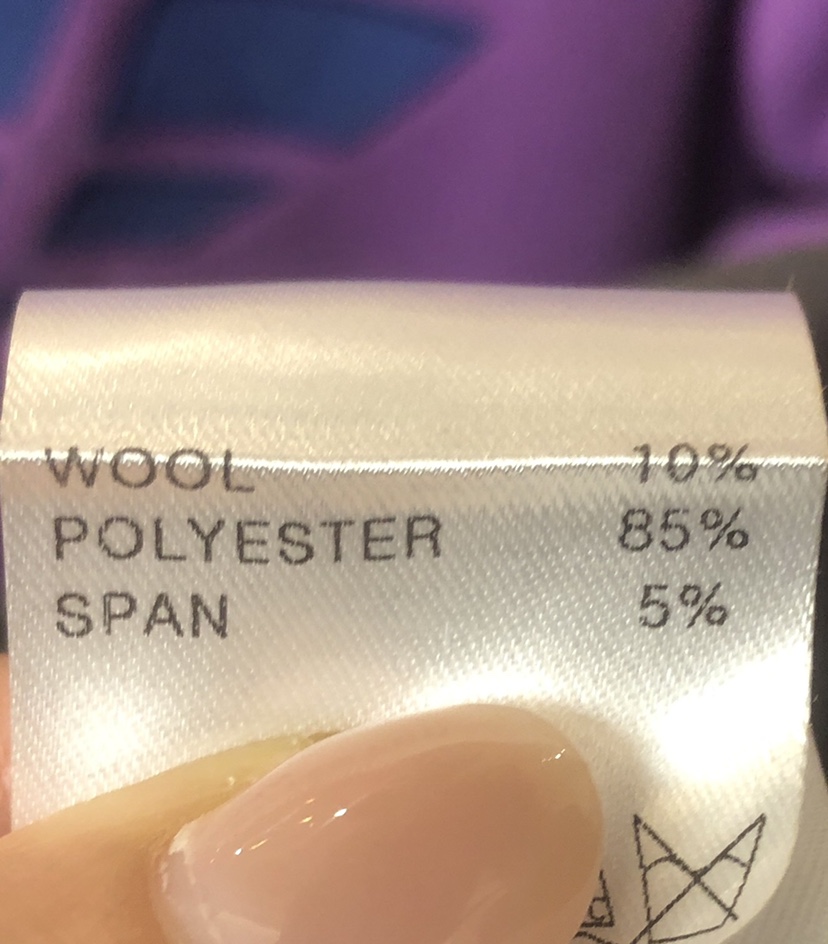 WOOL 10%
POLYESTER 85%
SPAN 5%